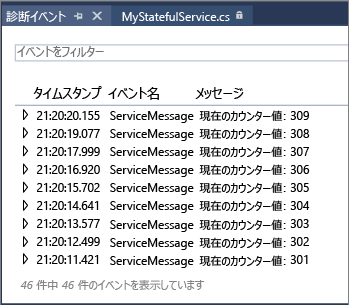 診断イベント MyStatefulService.cs
イベントをフィルター
タイムスタンプ イベント名 メッセージ
21:20:20.155 ServiceMessage 現在のカウンター値: 309
21:20:19.077 ServiceMessage 現在のカウンター値: 308
21:20:17.999 ServiceMessage 現在のカウンター値: 307
21:20:16.920 ServiceMessage 現在のカウンター値: 306
21:20:15.702 ServiceMessage 現在のカウンター値: 305
21:20:14.641 ServiceMessage 現在のカウンター値: 304
21:20:13.577 ServiceMessage 現在のカウンター値: 303
21:20:12.499 ServiceMessage 現在のカウンター値: 302
21:20:11.421 ServiceMessage 現在のカウンター値: 301
46 件中 46 件のイベントを表示しています